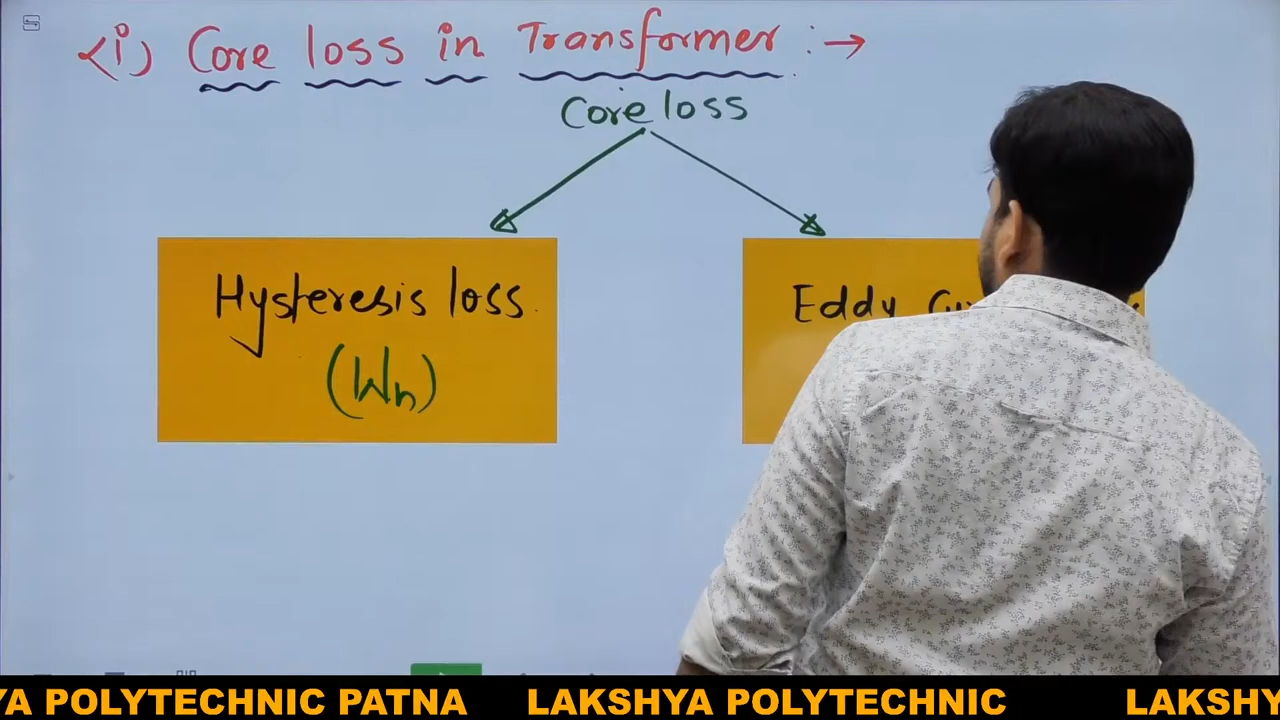 (i) Core loss in Transformer :→
Core loss
Hysteresis loss
(Wh)
Eddy
YA POLYTECHNIC PATNA LAKSHYA POLYTECHNIC LAKSHY